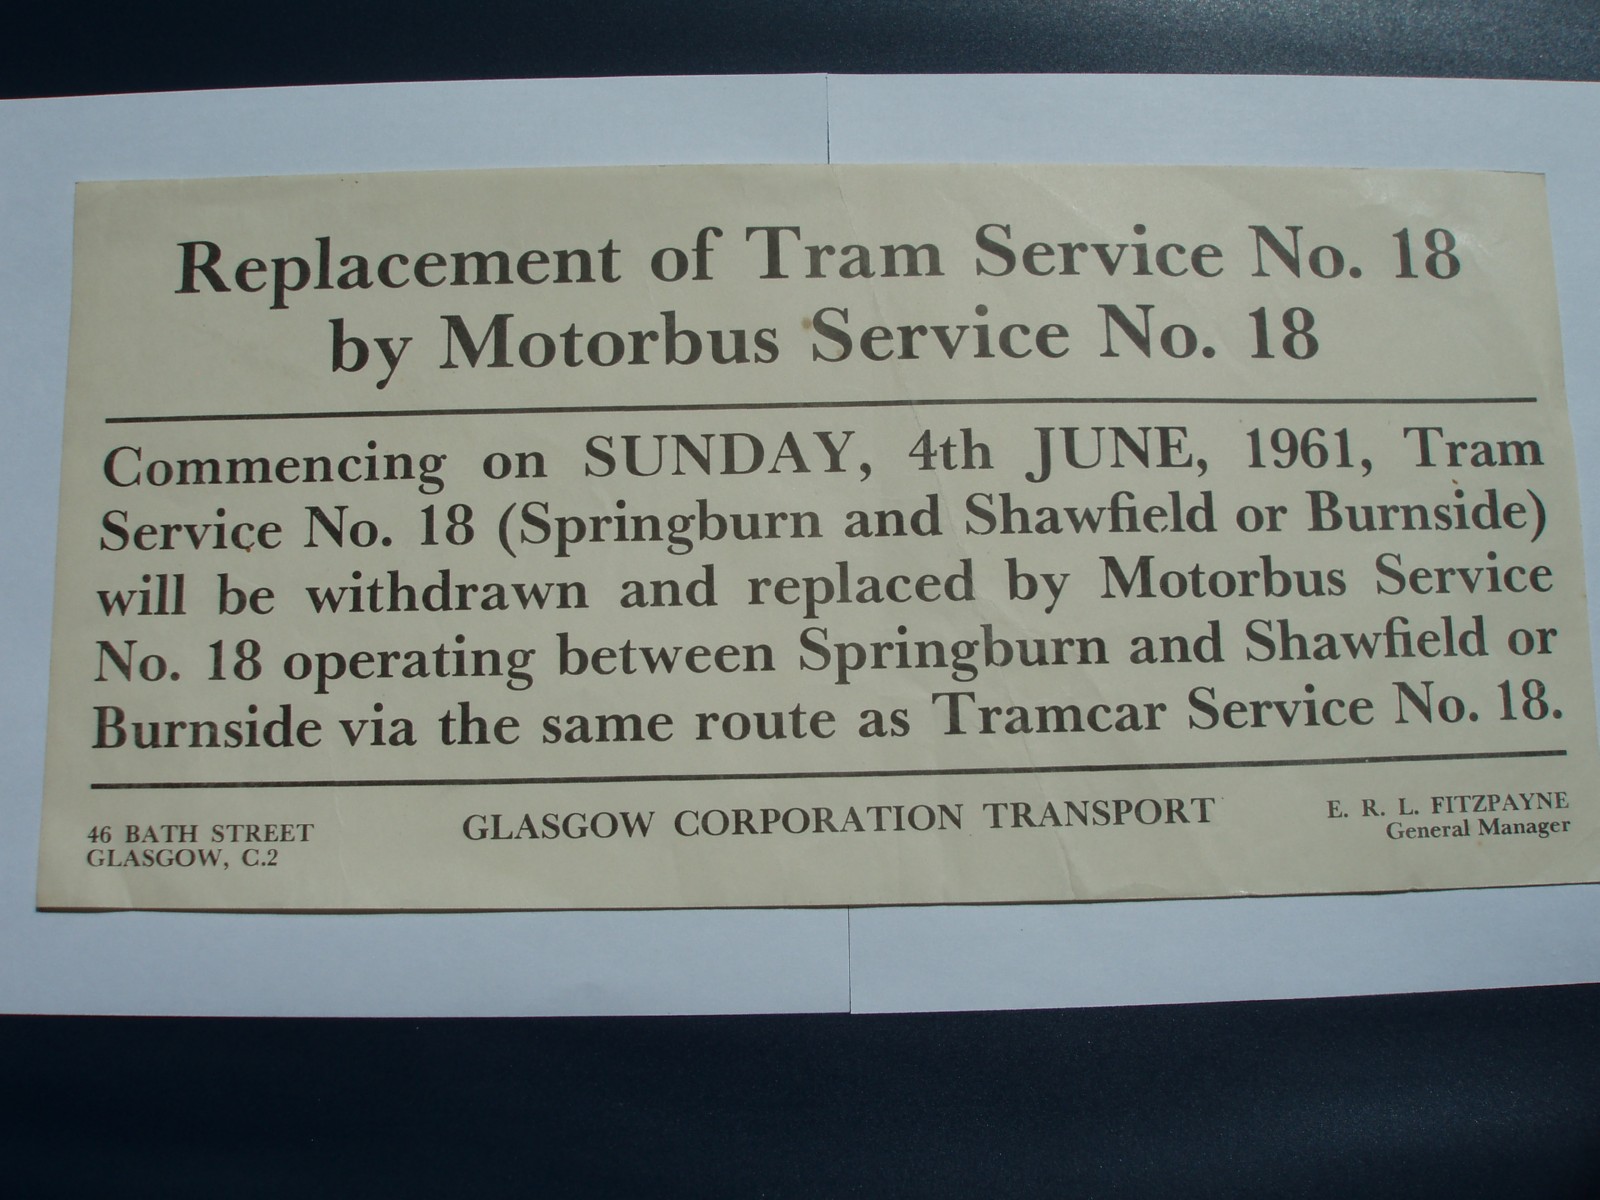 Replacement of Tram Service No. 18
by Motorbus Service No. 18
Commencing on SUNDAY, 4th JUNE, 1961, Tram
Service No. 18 (Springburn and Shawfield or Burnside)
will be withdrawn and replaced by Motorbus Service
No. 18 operating between Springburn and Shawfield or
Burnside via the same route as Tramcar Service No. 18.
46 BATH STREET
GLASGOW, C.2
GLASGOW CORPORATION TRANSPORT
E. R. L. FITZPAYNE
General Manager